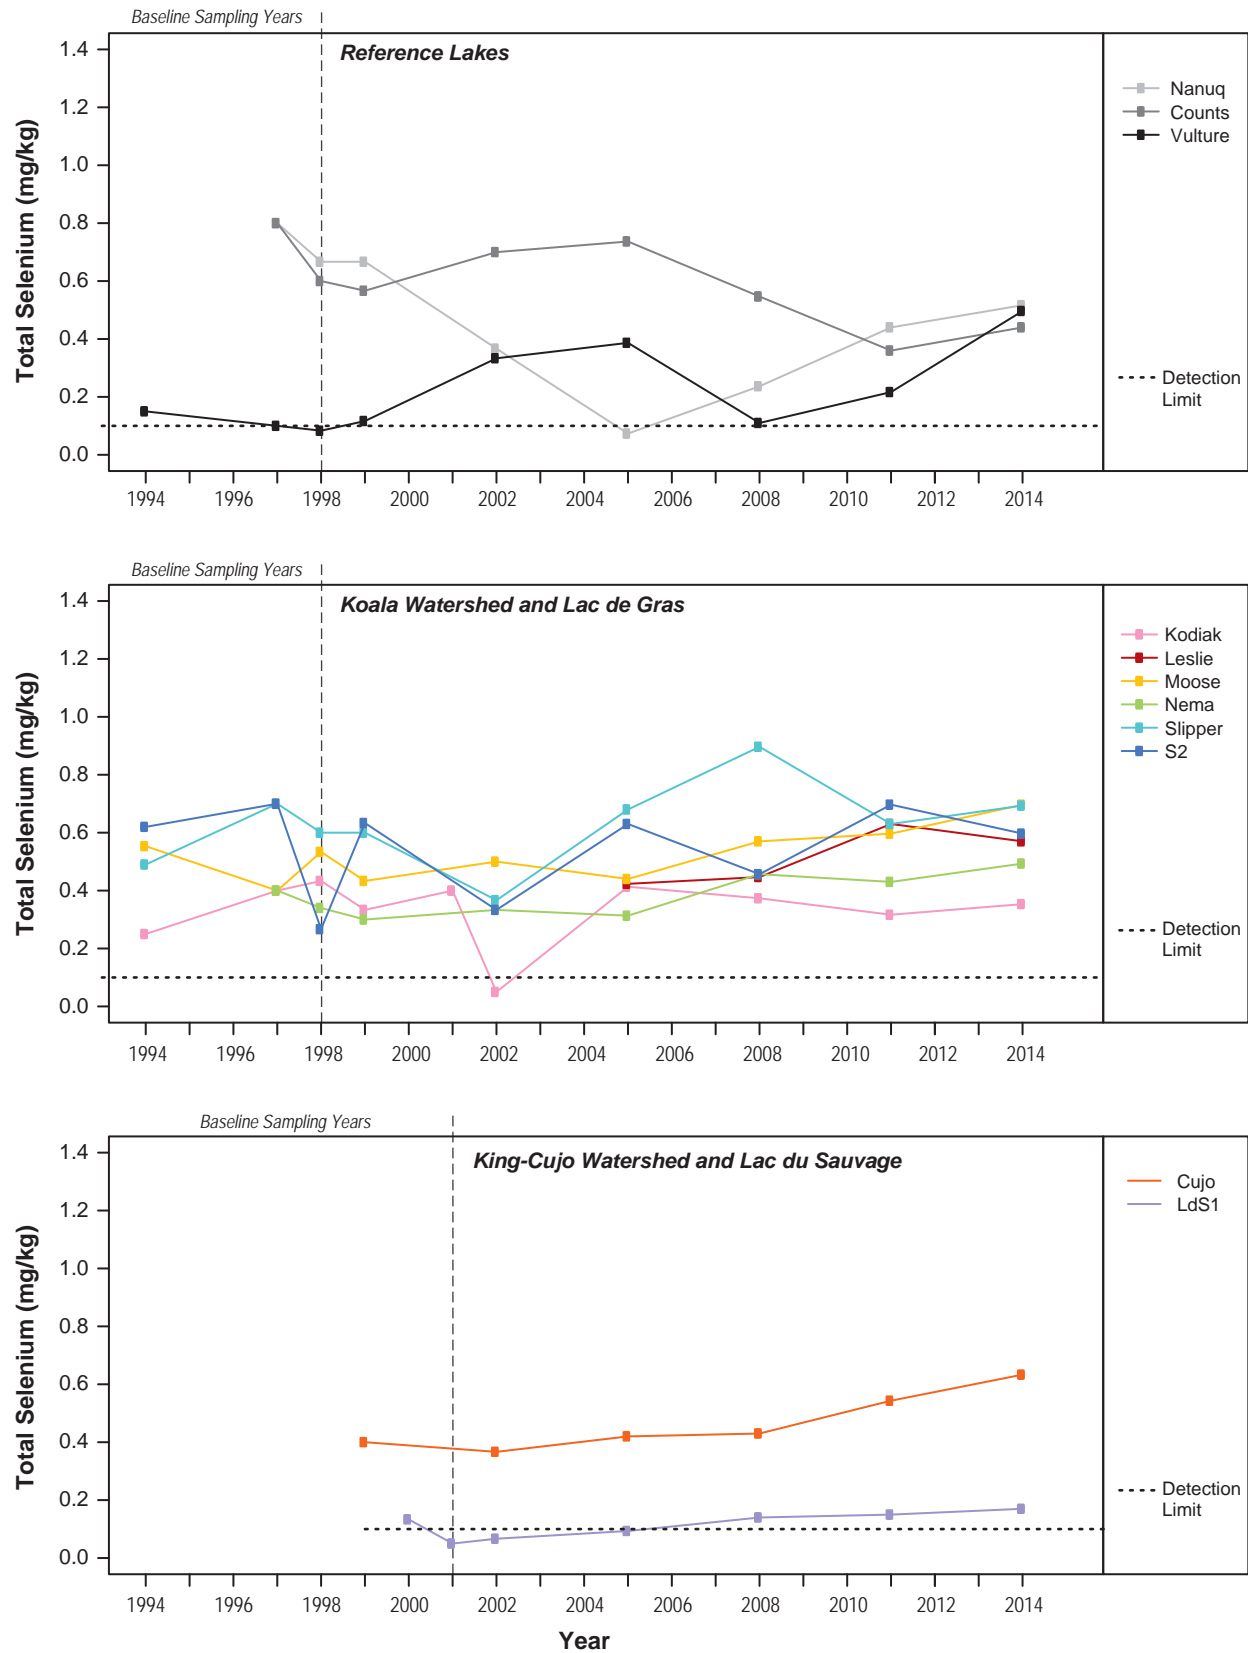 Baseline Sampling Years
Reference Lakes
Total Selenium (mg/kg)
1.4
1.2
1.0
0.8
0.6
0.4
0.2
0.0
1994 1996 1998 2000 2002 2004 2006 2008 2010 2012 2014
Nanuq
Counts
Vulture
Detection
Limit
Baseline Sampling Years
Koala Watershed and Lac de Gras
Total Selenium (mg/kg)
1.4
1.2
1.0
0.8
0.6
0.4
0.2
0.0
1994 1996 1998 2000 2002 2004 2006 2008 2010 2012 2014
Kodiak
Leslie
Moose
Nema
Slipper
S2
Detection
Limit
Baseline Sampling Years
King-Cujo Watershed and Lac du Sauvage
Total Selenium (mg/kg)
1.4
1.2
1.0
0.8
0.6
0.4
0.2
0.0
1994 1996 1998 2000 2002 2004 2006 2008 2010 2012 2014
Year
Cujo
LdS1
Detection
Limit